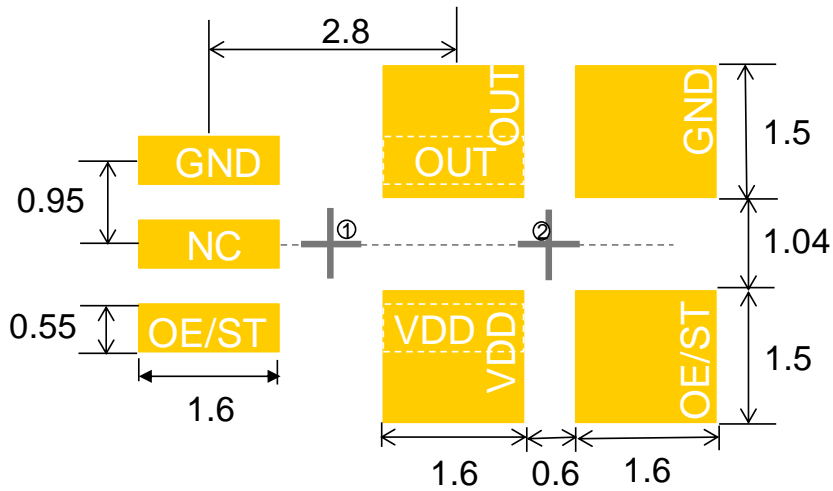 2.8
OUT
GND
1.5
GND
OUT
0.95
NC
①
②
1.04
0.55
OE/ST
VDD
VDD
OE/ST
1.5
1.6
1.6
0.6
1.6